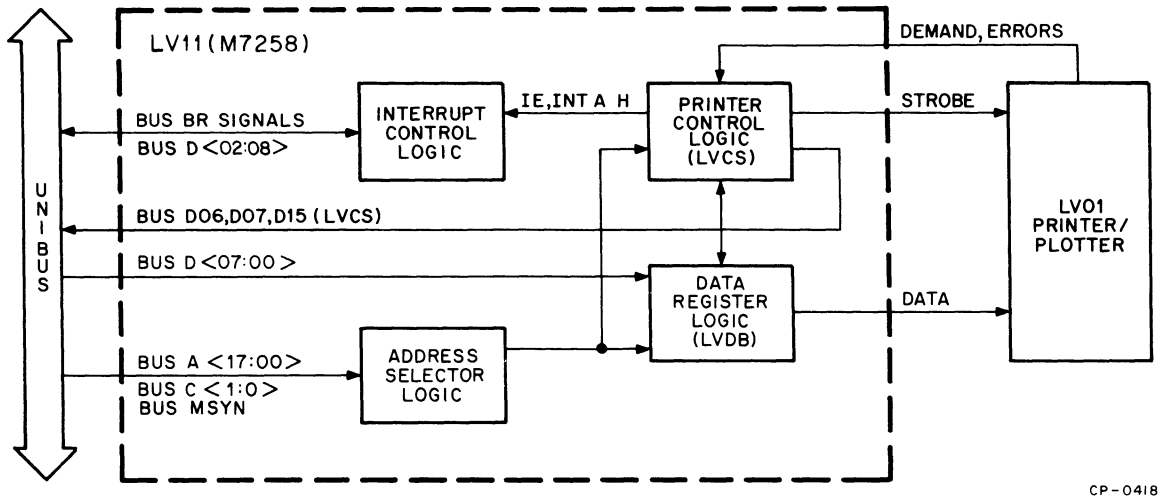 LV11 (M7258)
DEMAND, ERRORS
BUS BR SIGNALS
BUS D <02:08>
INTERRUPT
CONTROL
LOGIC
IE, INT A H
PRINTER
CONTROL
LOGIC
(LVCS)
STROBE
UNIBUS
BUS D06, D07, D15 (LVCS)
LV01
PRINTER/
PLOTTER
BUS D <07:00>
DATA
REGISTER
LOGIC
(LVDB)
DATA
BUS A <17:00>
BUS C <1:0>
BUS MSYN
ADDRESS
SELECTOR
LOGIC
CP-0418